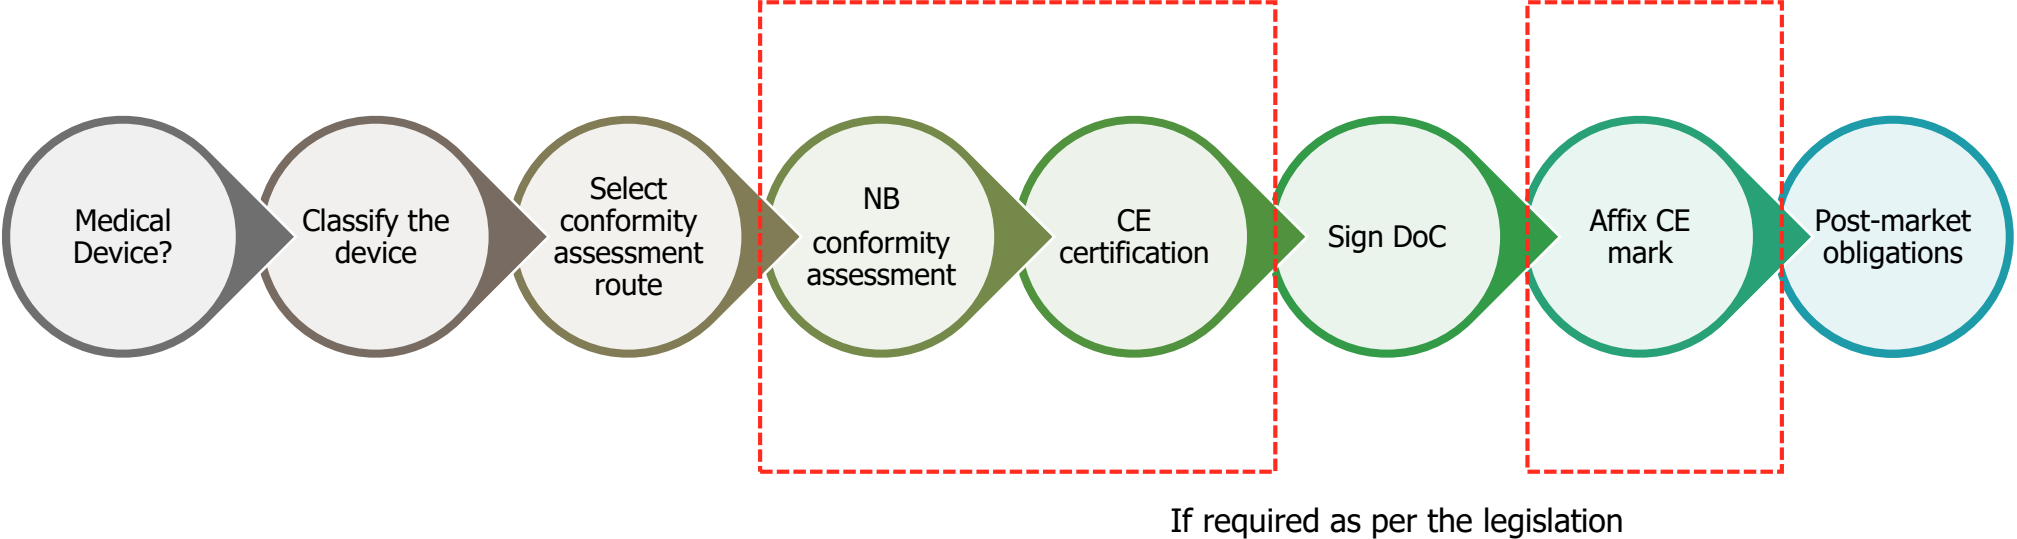 Medical
Device?
Classify the
device
Select
conformity
assessment
route
NB
conformity
assessment
CE
certification
Sign DoC
Affix CE
mark
Post-market
obligations
If required as per the legislation